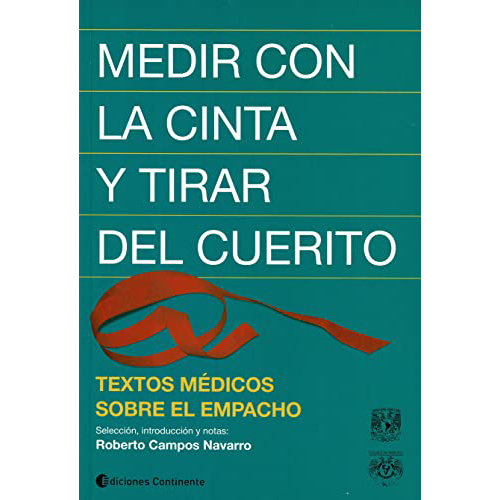 MEDIR CON
LA CINTA
Y TIRAR
DEL CUERITO
TEXTOS MÉDICOS
SOBRE EL EMPACHO
Selección, introducción y notas:
Roberto Campos Navarro
Ediciones Continente